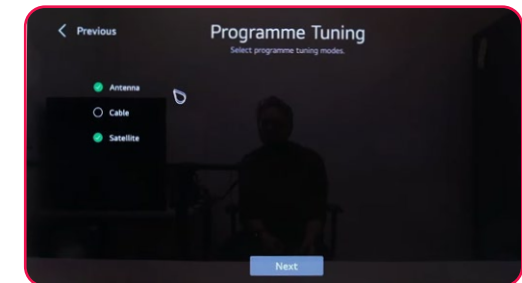 Previous
Programme Tuning
Select programme tuning modes.
Antenna
Cable
Satellite
Next